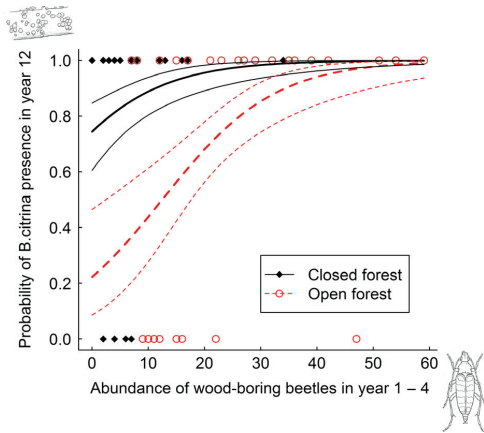 Probability of B.citrina presence in year 12
1.0
0.8
0.6
0.4
0.2
0.0
Closed forest
Open forest
0 10 20 30 40 50 60
Abundance of wood-boring beetles in year 1 – 4